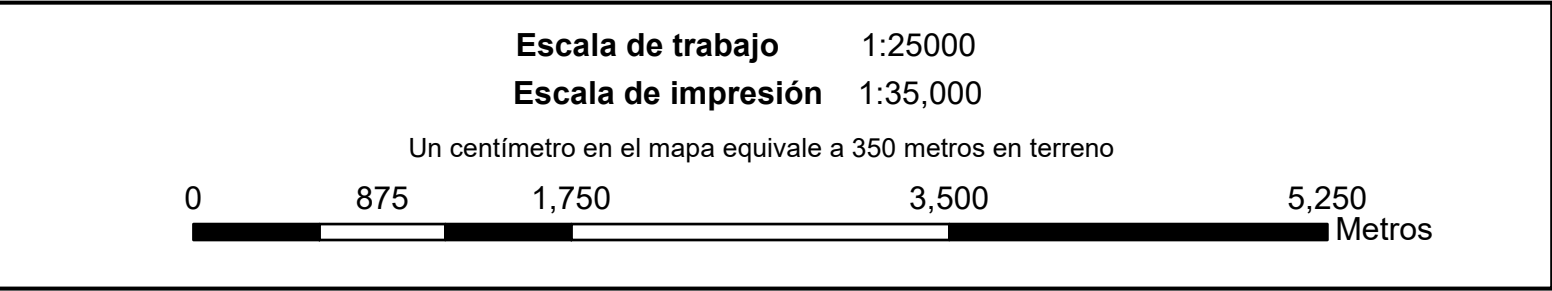 Escala de trabajo 1:25000
Escala de impresión 1:35,000
Un centímetro en el mapa equivale a 350 metros en terreno
0 875 1,750 3,500 5,250
Metros